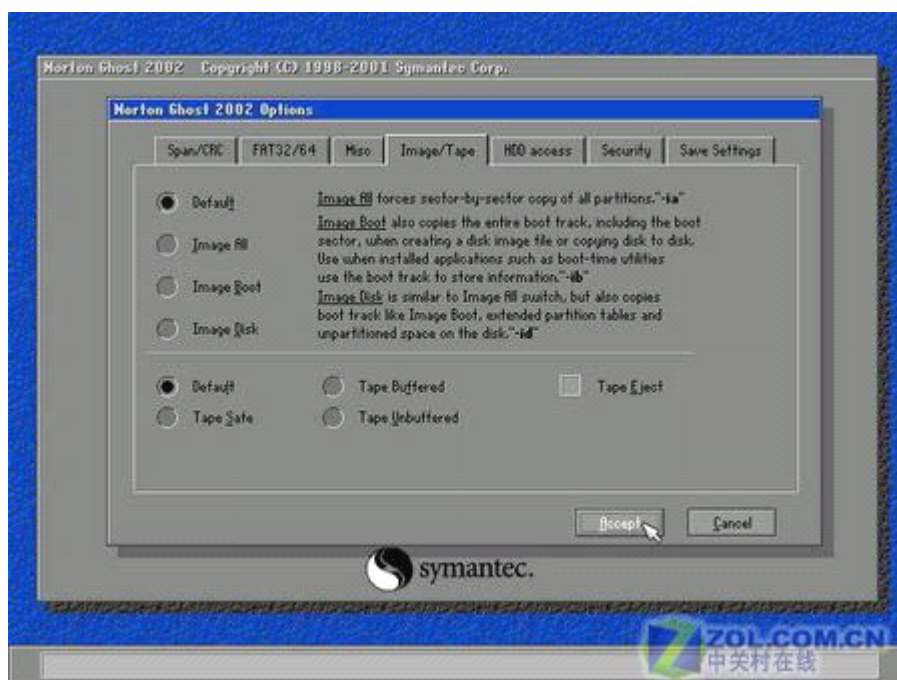 Norton Ghost 2002 Copyright (C) 1998-2001 Symantec Corp.
Norton Ghost 2002 Options
Span/CRC FAT32/64 Misc Image/Tape HDD access Security Save Settings
Default
Image All
Image Boot
Image Disk
Image All forces sector-by-sector copy of all partitions."-ia"
Image Boot also copies the entire boot track, including the boot
sector, when creating a disk image file or copying disk to disk.
Use when installed applications such as boot-time utilities
use the boot track to store information."-ib"
Image Disk is similar to Image All switch, but also copies
boot track like Image Boot, extended partition tables and
unpartitioned space on the disk."-id"
Default Tape Buffered Tape Eject
Tape Safe Tape Unbuffered
Accept Cancel
symantec.
ZOL.COM.CN
中关村在线